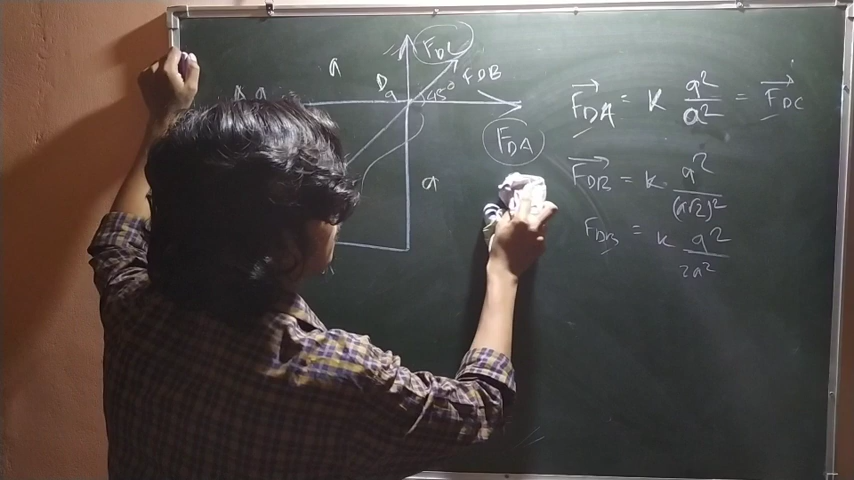 F_DC
a
D
q
45°
F_DB
F_DA
a
F_DA = K q²/a² = F_DC
F_DB = K q²/(a√2)²
F_DB = K q²/2a²